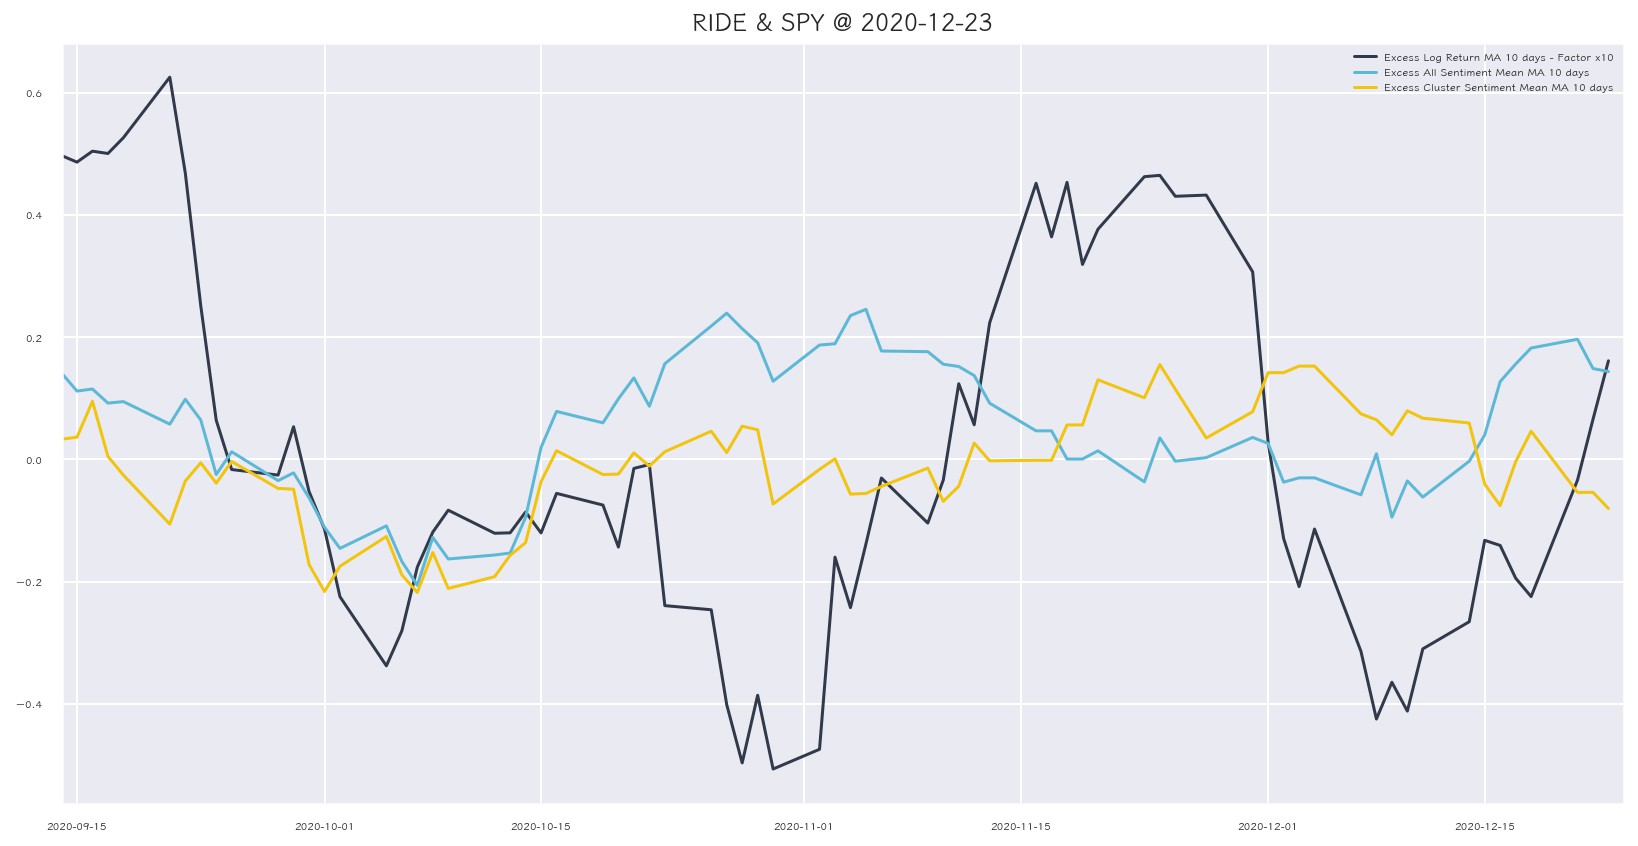 RIDE & SPY @ 2020-12-23
Excess Log Return MA 10 days - Factor x10
Excess All Sentiment Mean MA 10 days
Excess Cluster Sentiment Mean MA 10 days
0.6
0.4
0.2
0.0
−0.2
−0.4
2020-09-15 2020-10-01 2020-10-15 2020-11-01 2020-11-15 2020-12-01 2020-12-15